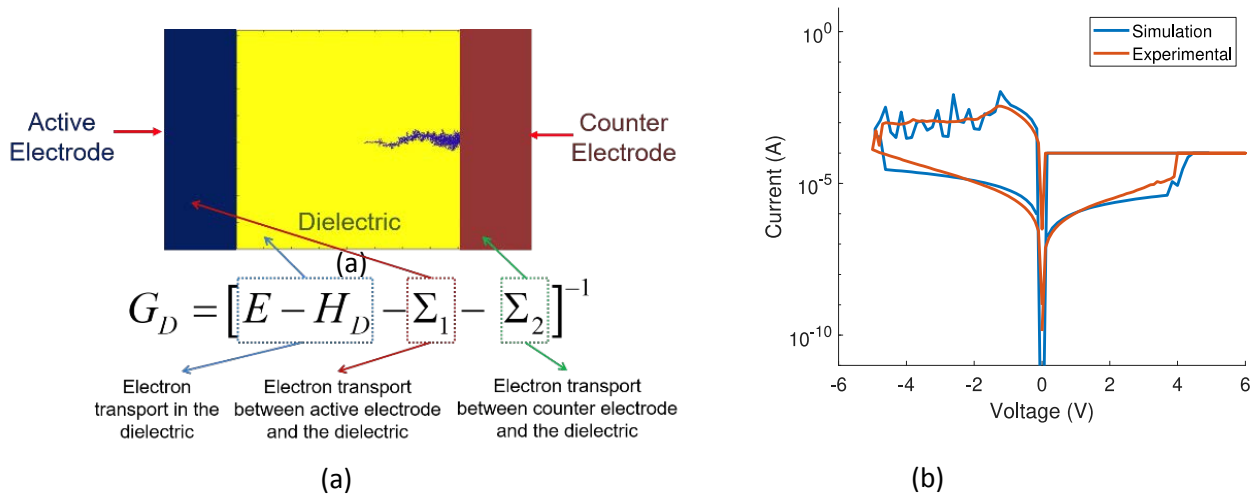 Active
Electrode
Counter
Electrode
Dielectric
(a)
G_D = [E − H_D − Σ_1 − Σ_2]^{−1}
Electron
transport in the
dielectric
Electron transport
between active electrode
and the dielectric
Electron transport
between counter electrode
and the dielectric
(a)
Simulation
Experimental
10^0
10^{-5}
10^{-10}
Current (A)
-6 -4 -2 0 2 4 6
Voltage (V)
(b)